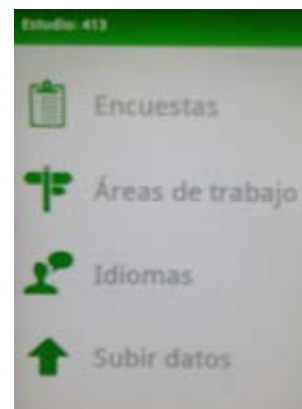 Estudio: 413
Encuestas
Áreas de trabajo
Idiomas
Subir datos